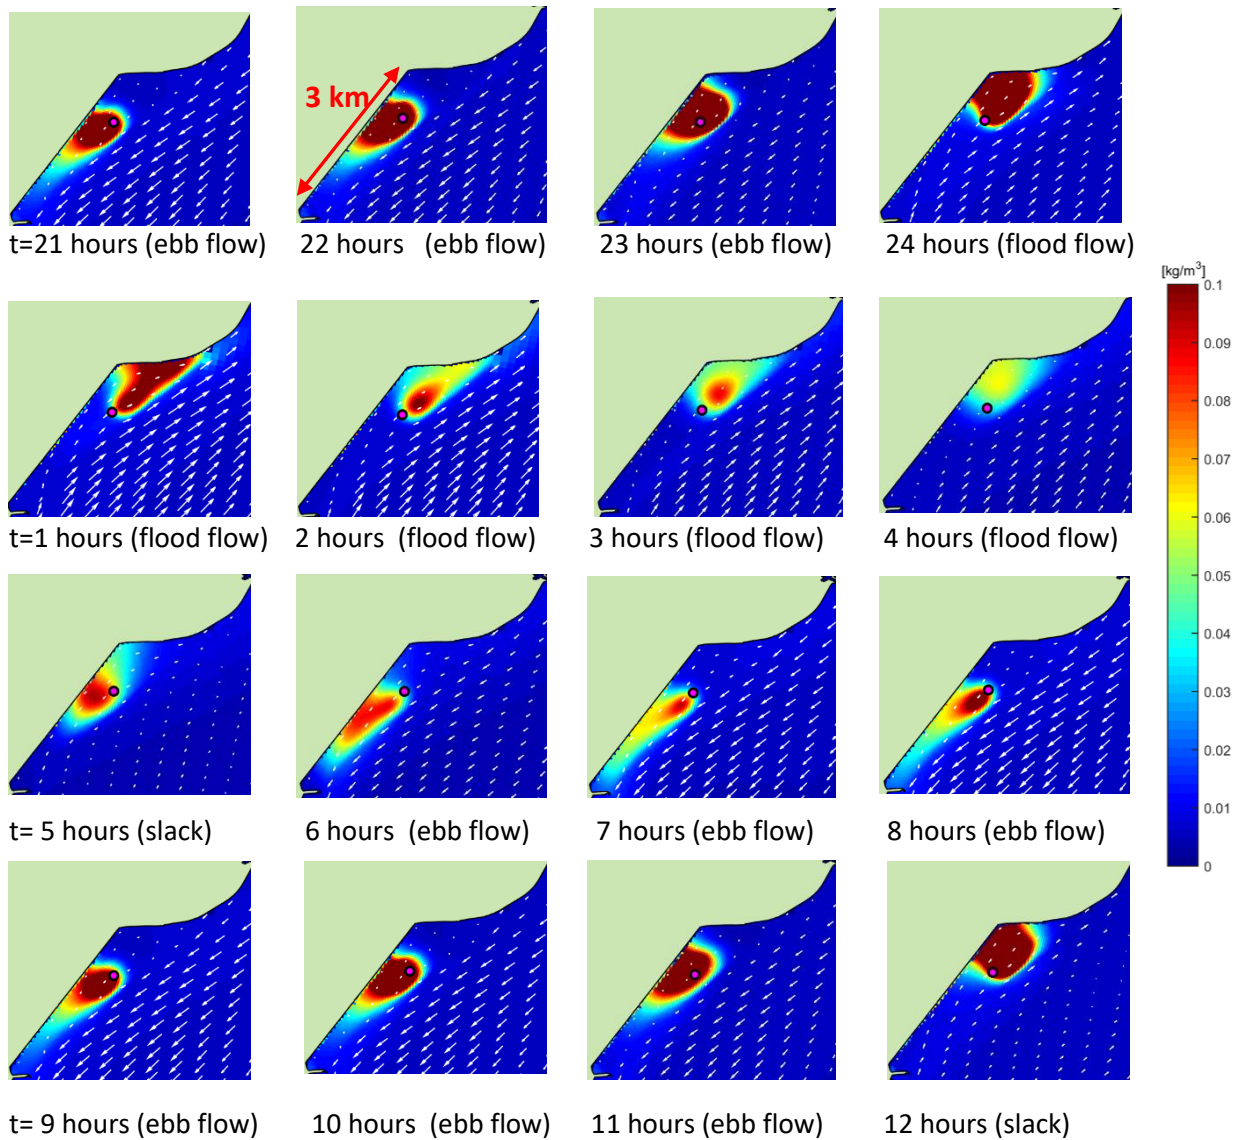 3 km
t=21 hours (ebb flow)
22 hours (ebb flow)
23 hours (ebb flow)
24 hours (flood flow)
[kg/m³]
0.1
0.09
0.08
0.07
0.06
0.05
0.04
0.03
0.02
0.01
0
t=1 hours (flood flow)
2 hours (flood flow)
3 hours (flood flow)
4 hours (flood flow)
t= 5 hours (slack)
6 hours (ebb flow)
7 hours (ebb flow)
8 hours (ebb flow)
t= 9 hours (ebb flow)
10 hours (ebb flow)
11 hours (ebb flow)
12 hours (slack)